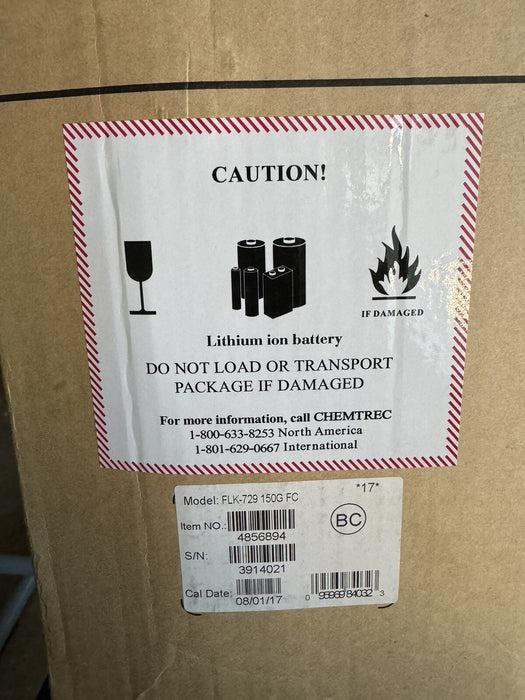 CAUTION!
IF DAMAGED
Lithium ion battery
DO NOT LOAD OR TRANSPORT
PACKAGE IF DAMAGED
For more information, call CHEMTREC
1-800-633-8253 North America
1-801-629-0667 International
Model: FLK-729 150G FC
*17*
Item NO.:
4856894
BC
S/N:
3914021
Cal Date:
08/01/17
0 95969 84032 3